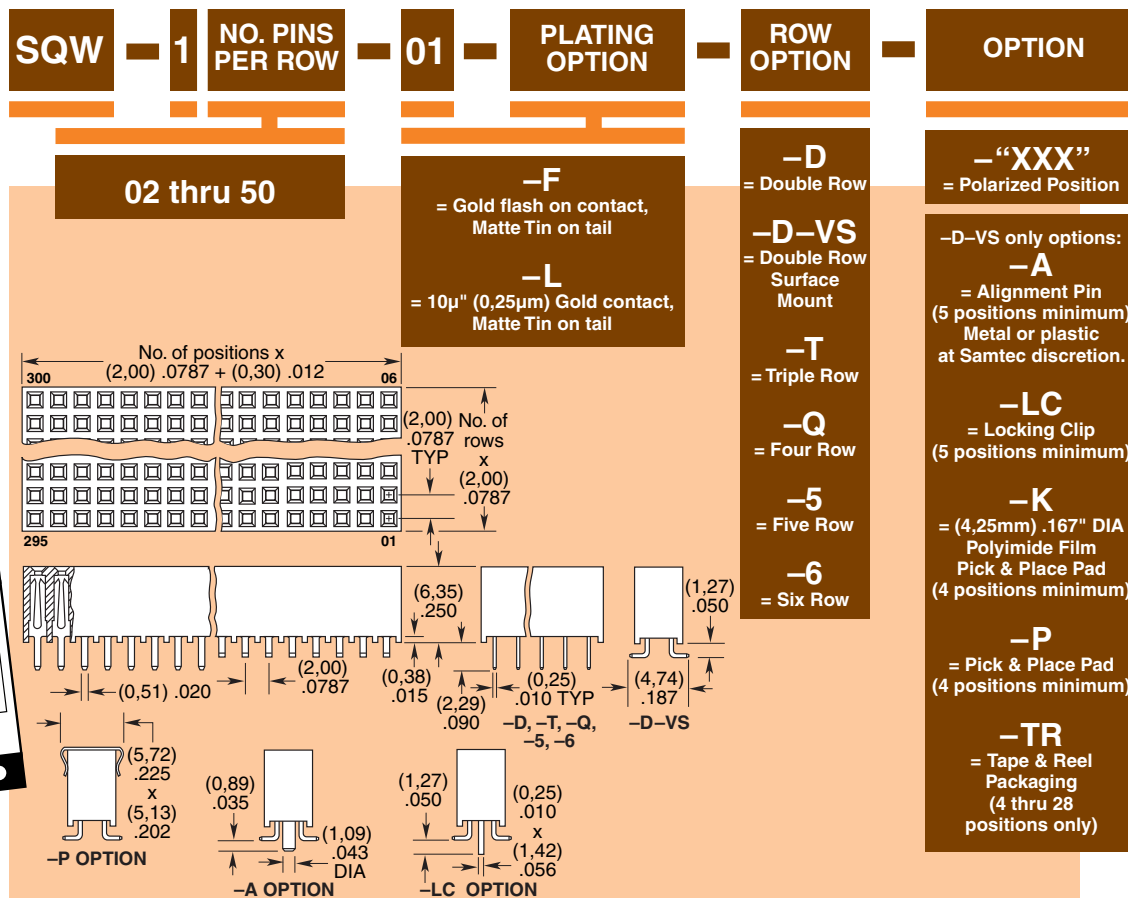 SQW – 1 NO. PINS PER ROW – 01 – PLATING OPTION – ROW OPTION – OPTION
02 thru 50
–F
= Gold flash on contact,
Matte Tin on tail
–L
= 10µ" (0,25µm) Gold contact,
Matte Tin on tail
–D
= Double Row
–D–VS
= Double Row
Surface
Mount
–T
= Triple Row
–Q
= Four Row
–5
= Five Row
–6
= Six Row
–“XXX”
= Polarized Position
–D–VS only options:
–A
= Alignment Pin
(5 positions minimum)
Metal or plastic
at Samtec discretion.
–LC
= Locking Clip
(5 positions minimum)
–K
= (4,25mm) .167" DIA
Polyimide Film
Pick & Place Pad
(4 positions minimum)
–P
= Pick & Place Pad
(4 positions minimum)
–TR
= Tape & Reel
Packaging
(4 thru 28
positions only)
No. of positions x
(2,00) .0787 + (0,30) .012
300
06
(2,00)
.0787
TYP
No. of
rows
x
(2,00)
.0787
295
01
(6,35)
.250
(0,38)
.015
(2,00)
.0787
(0,51) .020
(2,29)
.090
(0,25)
.010 TYP
–D, –T, –Q,
–5, –6
(1,27)
.050
(4,74)
.187
–D–VS
(5,72)
.225
x
(5,13)
.202
–P OPTION
(0,89)
.035
(1,09)
.043
DIA
–A OPTION
(1,27)
.050
(0,25)
.010
x
(1,42)
.056
–LC OPTION